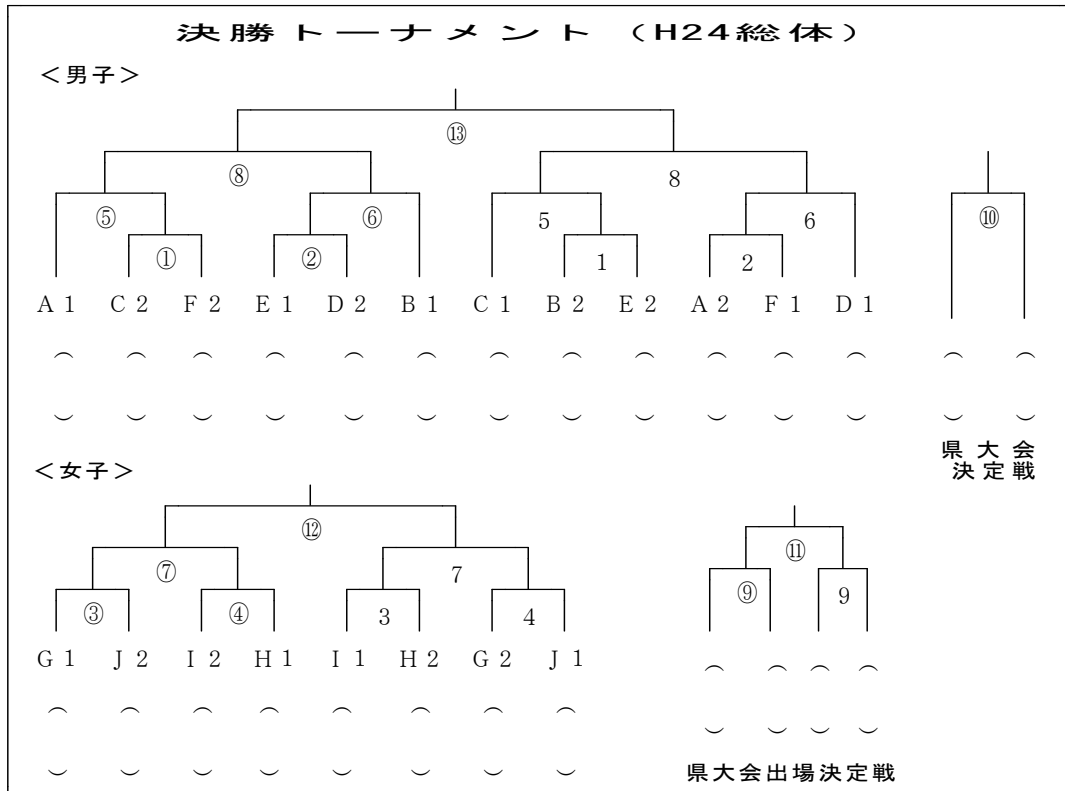 決勝トーナメント（H24総体）
＜男子＞
⑬
⑧ 8
⑤ ⑥ 5 6 ⑩
① ② 1 2
A1 C2 F2 E1 D2 B1 C1 B2 E2 A2 F1 D1
︵ ︵ ︵ ︵ ︵ ︵ ︵ ︵ ︵ ︵ ︵ ︵ ︵ ︵
︶ ︶ ︶ ︶ ︶ ︶ ︶ ︶ ︶ ︶ ︶ ︶ ︶ ︶
県大会
決定戦
＜女子＞
⑫ ⑪
⑦ 7
③ ④ 3 4 ⑨ 9
G1 J2 I2 H1 I1 H2 G2 J1
︵ ︵ ︵ ︵ ︵ ︵ ︵ ︵ ︵ ︵ ︵ ︵
︶ ︶ ︶ ︶ ︶ ︶ ︶ ︶ ︶ ︶ ︶ ︶
県大会出場決定戦